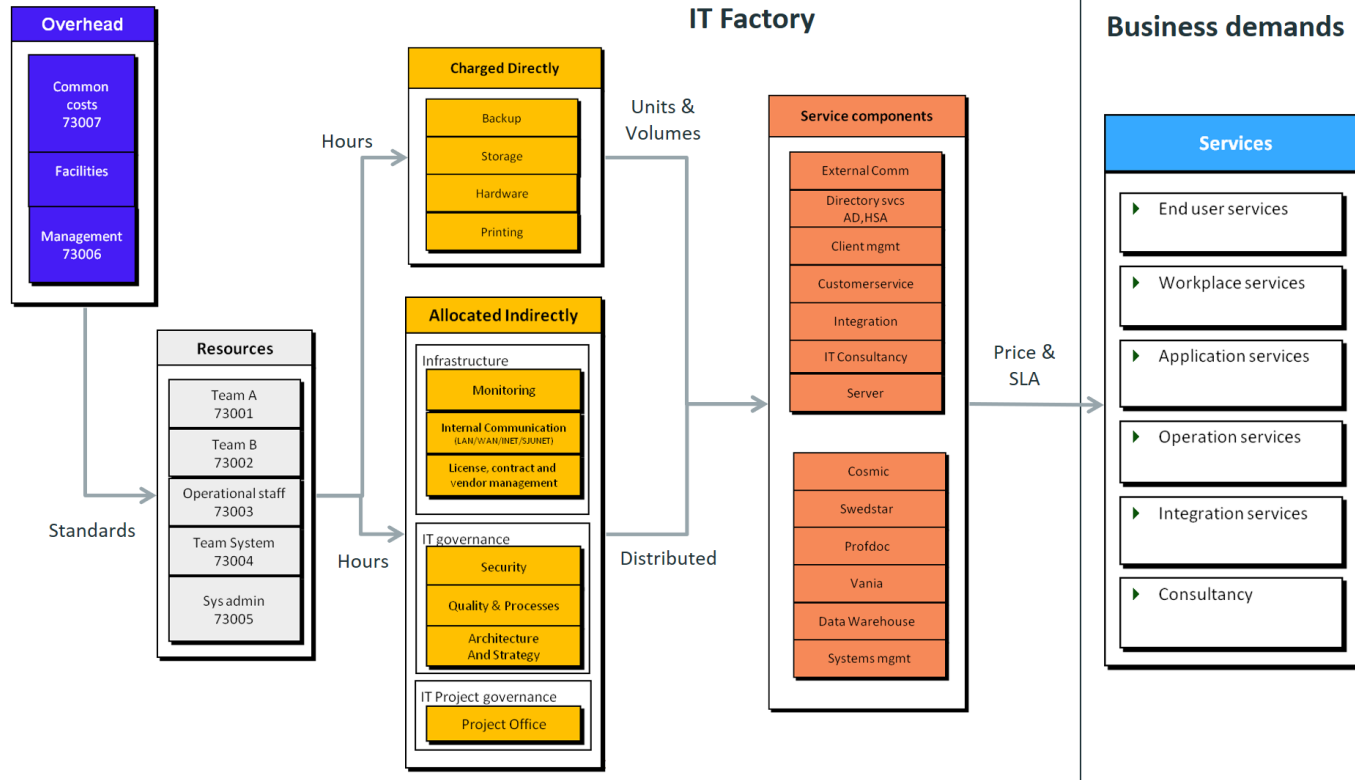 IT Factory
Business demands
Overhead
Common
costs
73007
Facilities
Management
73006
Standards
Resources
Team A
73001
Team B
73002
Operational staff
73003
Team System
73004
Sys admin
73005
Hours
Hours
Charged Directly
Backup
Storage
Hardware
Printing
Allocated Indirectly
Infrastructure
Monitoring
Internal Communication
(LAN/WAN/INET/SJUNET)
License, contract and
vendor management
IT governance
Security
Quality & Processes
Architecture
And Strategy
IT Project governance
Project Office
Units &
Volumes
Distributed
Service components
External Comm
Directory svcs
AD,HSA
Client mgmt
Customerservice
Integration
IT Consultancy
Server
Cosmic
Swedstar
Profdoc
Vania
Data Warehouse
Systems mgmt
Price &
SLA
Services
End user services
Workplace services
Application services
Operation services
Integration services
Consultancy